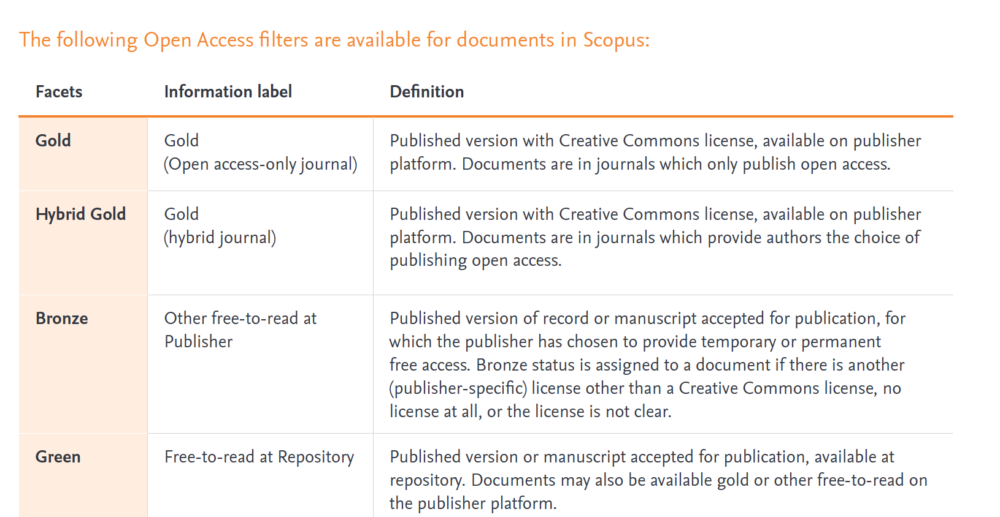 The following Open Access filters are available for documents in Scopus:
Facets
Information label
Definition
Gold
Gold
(Open access-only journal)
Published version with Creative Commons license, available on publisher
platform. Documents are in journals which only publish open access.
Hybrid Gold
Gold
(hybrid journal)
Published version with Creative Commons license, available on publisher
platform. Documents are in journals which provide authors the choice of
publishing open access.
Bronze
Other free-to-read at
Publisher
Published version of record or manuscript accepted for publication, for
which the publisher has chosen to provide temporary or permanent
free access. Bronze status is assigned to a document if there is another
(publisher-specific) license other than a Creative Commons license, no
license at all, or the license is not clear.
Green
Free-to-read at Repository
Published version or manuscript accepted for publication, available at
repository. Documents may also be available gold or other free-to-read on
the publisher platform.